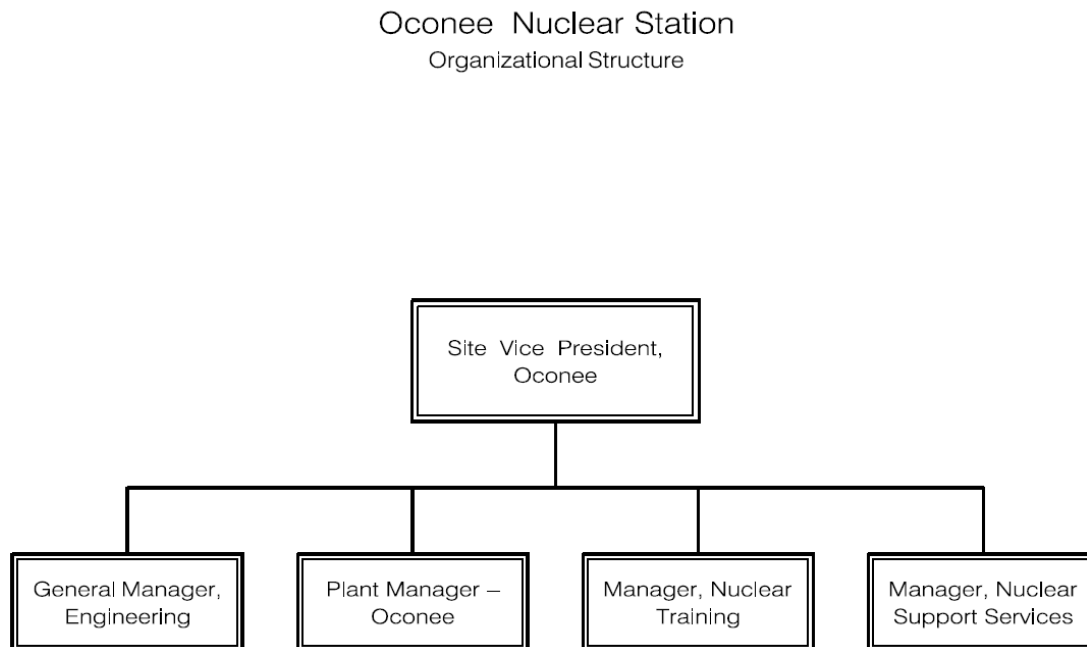 Oconee Nuclear Station
Organizational Structure
Site Vice President,
Oconee
General Manager,
Engineering
Plant Manager –
Oconee
Manager, Nuclear
Training
Manager, Nuclear
Support Services